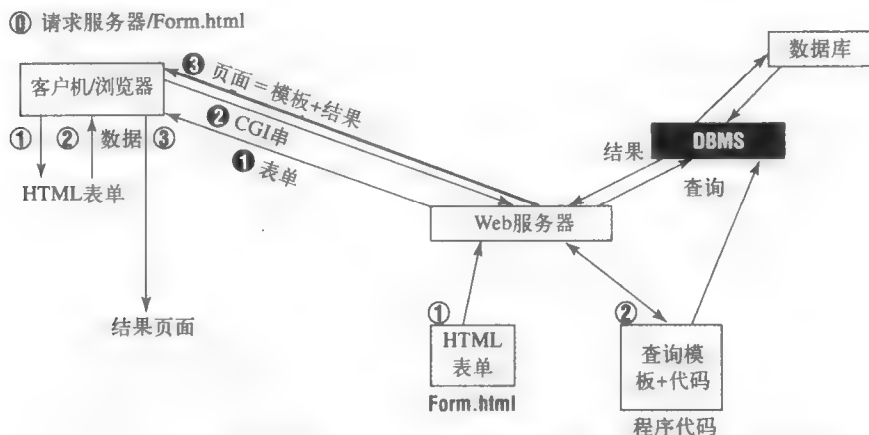 ⓪ 请求服务器/Form.html
数据库
客户机/浏览器
❸ 页面=模板+结果
❷ CGI串
❶ 表单
① ② 数据 ③
HTML表单
结果
DBMS
查询
Web服务器
结果页面
①
HTML
表单
Form.html
②
查询模
板+代码
程序代码